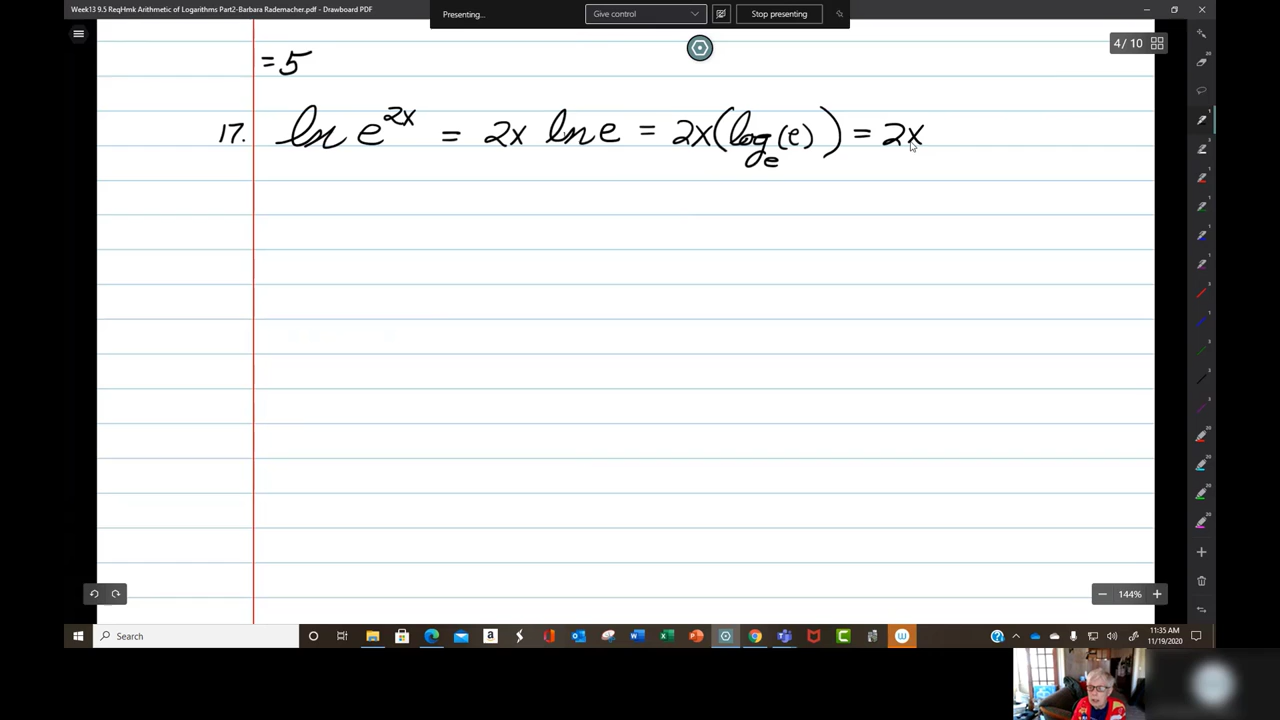 Week13 9.5 ReqHmk Arithmetic of Logarithms Part2-Barbara Rademacher.pdf - Drawboard PDF
Presenting...
Give control
Stop presenting
4 / 10
= 5
17. ln e^2x = 2x ln e = 2x(log_e(e)) = 2x
144%
Search
11:35 AM
11/19/2020